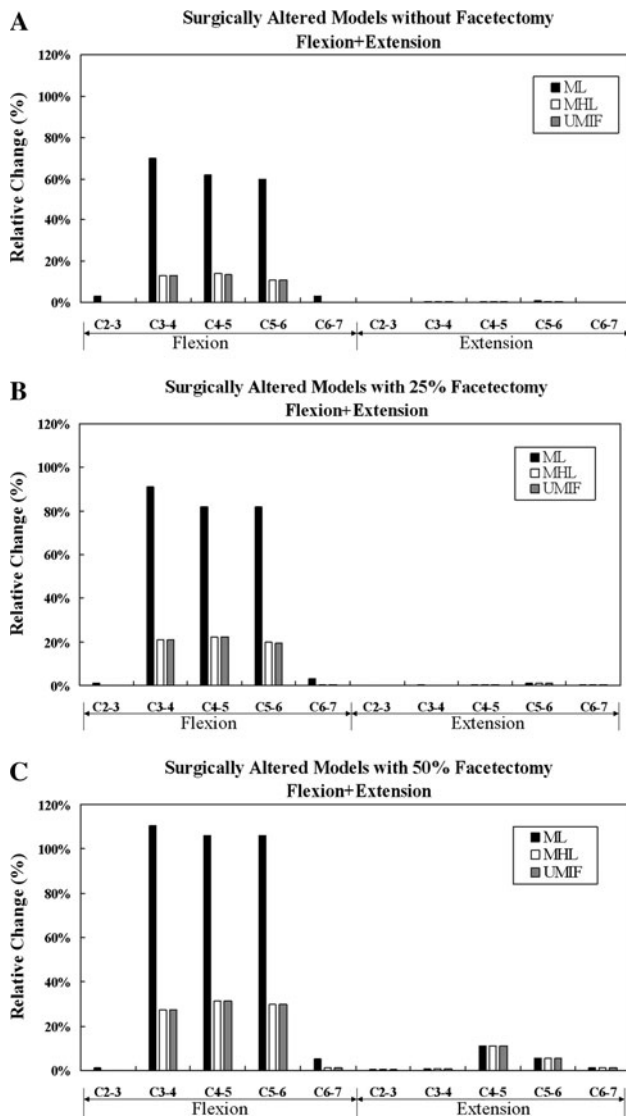 A
Surgically Altered Models without Facetectomy
Flexion+Extension
120%
100%
80%
60%
40%
20%
0%
Relative Change (%)
ML
MHL
UMIF
C2-3 C3-4 C4-5 C5-6 C6-7 C2-3 C3-4 C4-5 C5-6 C6-7
Flexion Extension
B
Surgically Altered Models with 25% Facetectomy
Flexion+Extension
120%
100%
80%
60%
40%
20%
0%
Relative Change (%)
ML
MHL
UMIF
C2-3 C3-4 C4-5 C5-6 C6-7 C2-3 C3-4 C4-5 C5-6 C6-7
Flexion Extension
C
Surgically Altered Models with 50% Facetectomy
Flexion+Extension
120%
100%
80%
60%
40%
20%
0%
Relative Change (%)
ML
MHL
UMIF
C2-3 C3-4 C4-5 C5-6 C6-7 C2-3 C3-4 C4-5 C5-6 C6-7
Flexion Extension